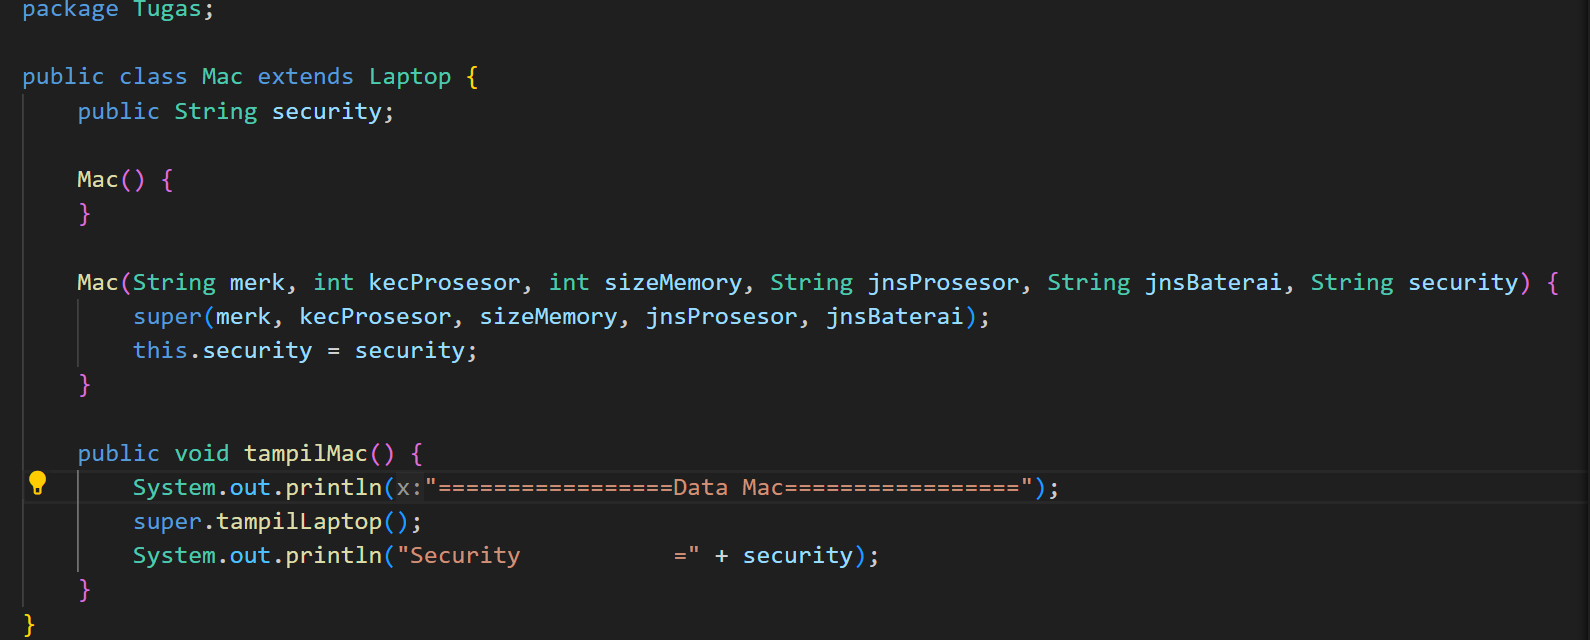 package Tugas;
public class Mac extends Laptop {
public String security;
Mac() {
}
Mac(String merk, int kecProsesor, int sizeMemory, String jnsProsesor, String jnsBaterai, String security) {
super(merk, kecProsesor, sizeMemory, jnsProsesor, jnsBaterai);
this.security = security;
}
public void tampilMac() {
System.out.println(x:"=================Data Mac=================");
super.tampilLaptop();
System.out.println("Security           =" + security);
}
}